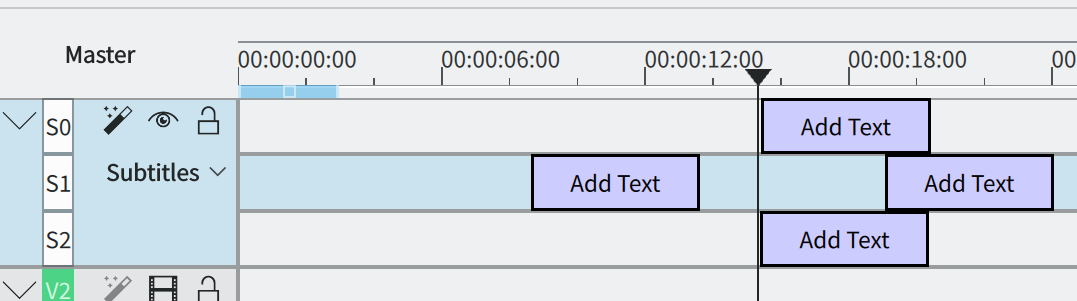 Master
00:00:00:00 00:00:06:00 00:00:12:00 00:00:18:00 00
S0 Add Text
Subtitles
S1 Add Text Add Text
S2 Add Text
V2